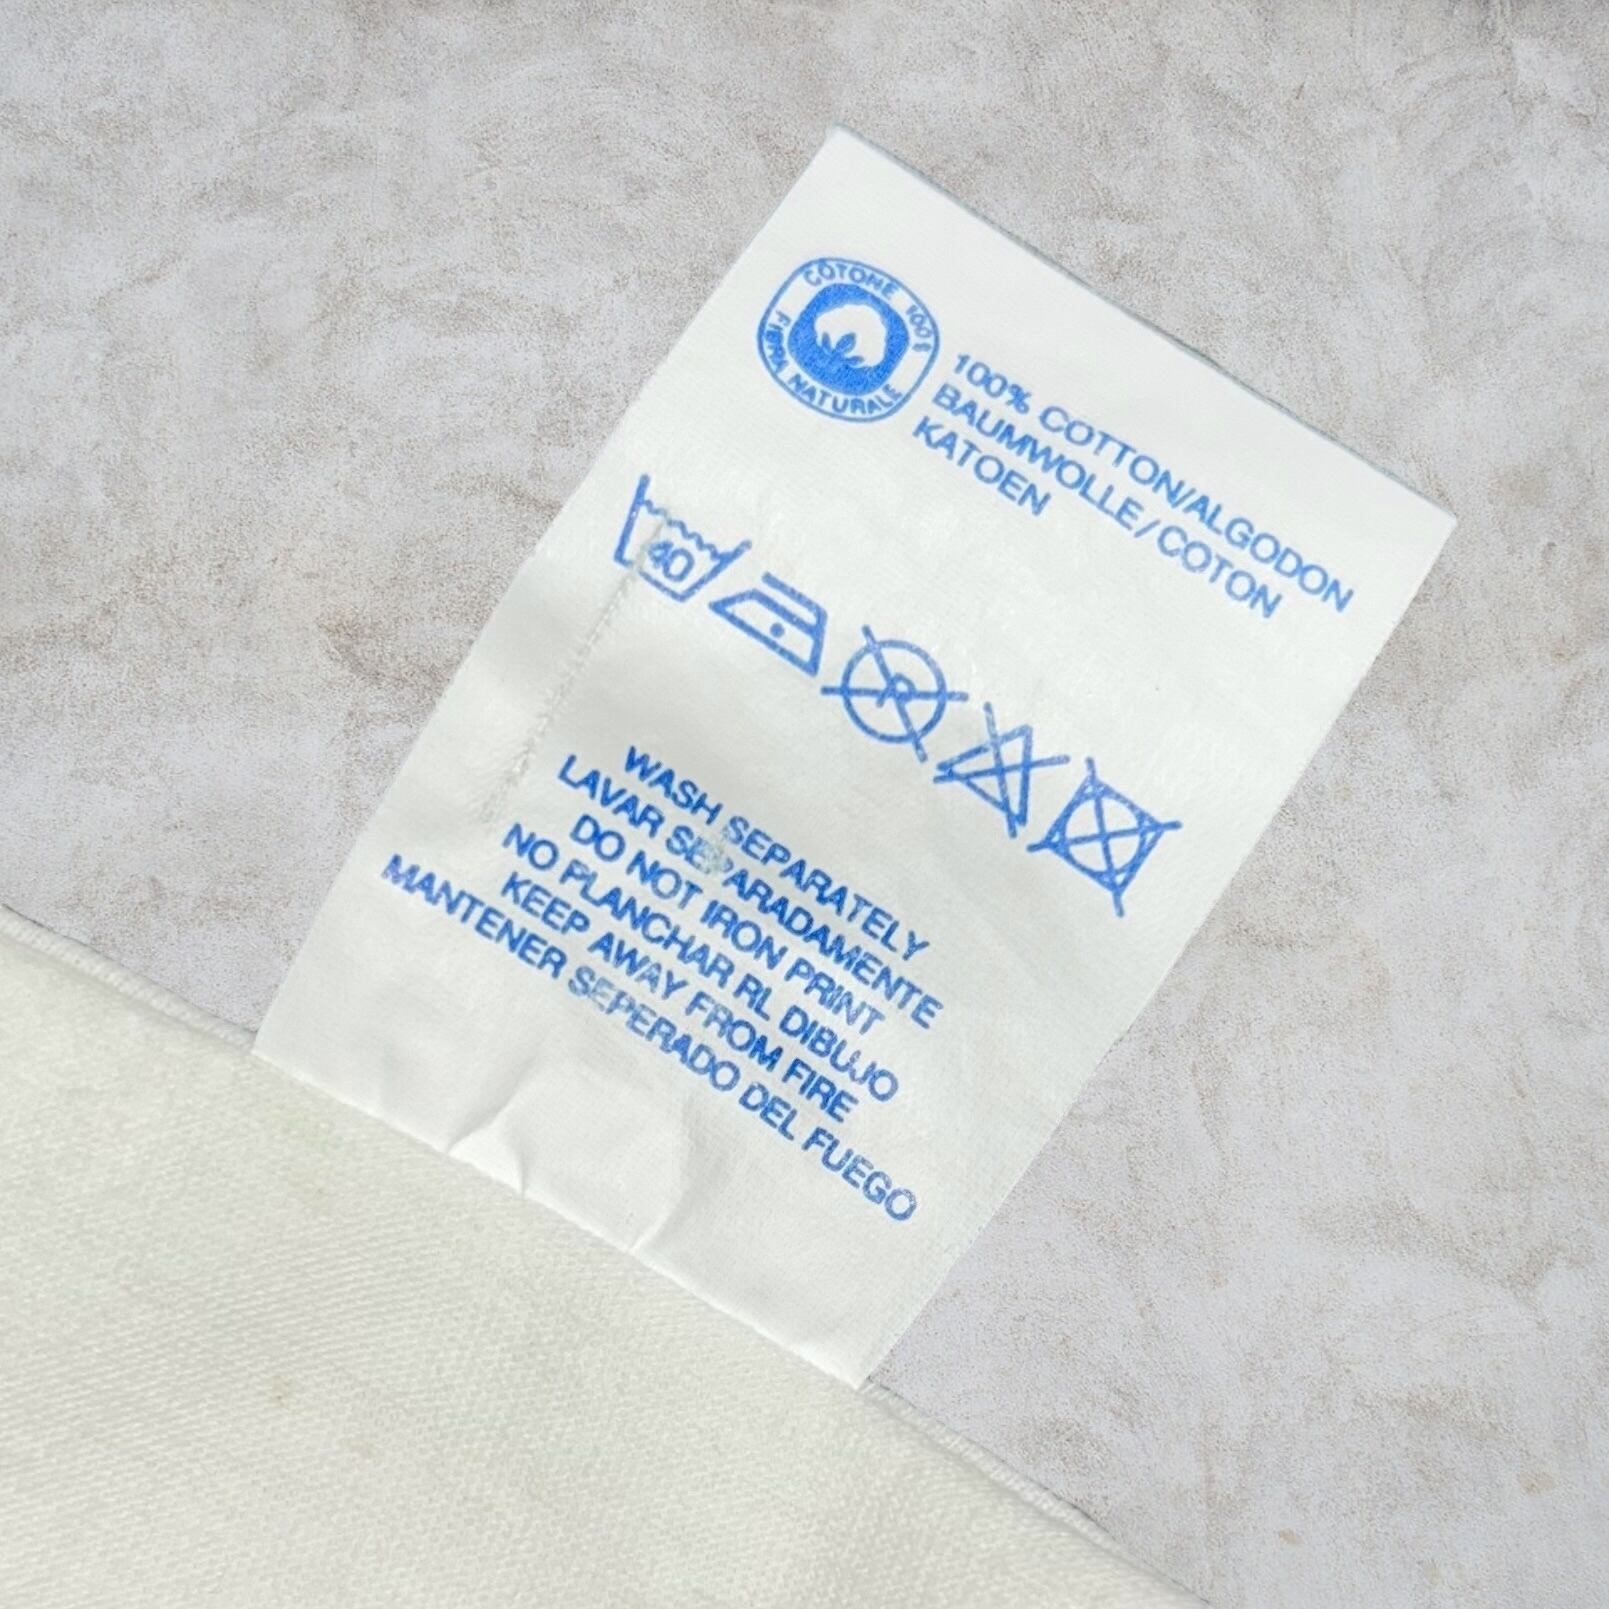 COTONE 100%
FIBRA NATURALE
100% COTTON/ALGODON
BAUMWOLLE/COTON
KATOEN
40
R
WASH SEPARATELY
LAVAR SEPARADAMENTE
DO NOT IRON PRINT
NO PLANCHAR RL DIBUJO
KEEP AWAY FROM FIRE
MANTENER SEPERADO DEL FUEGO